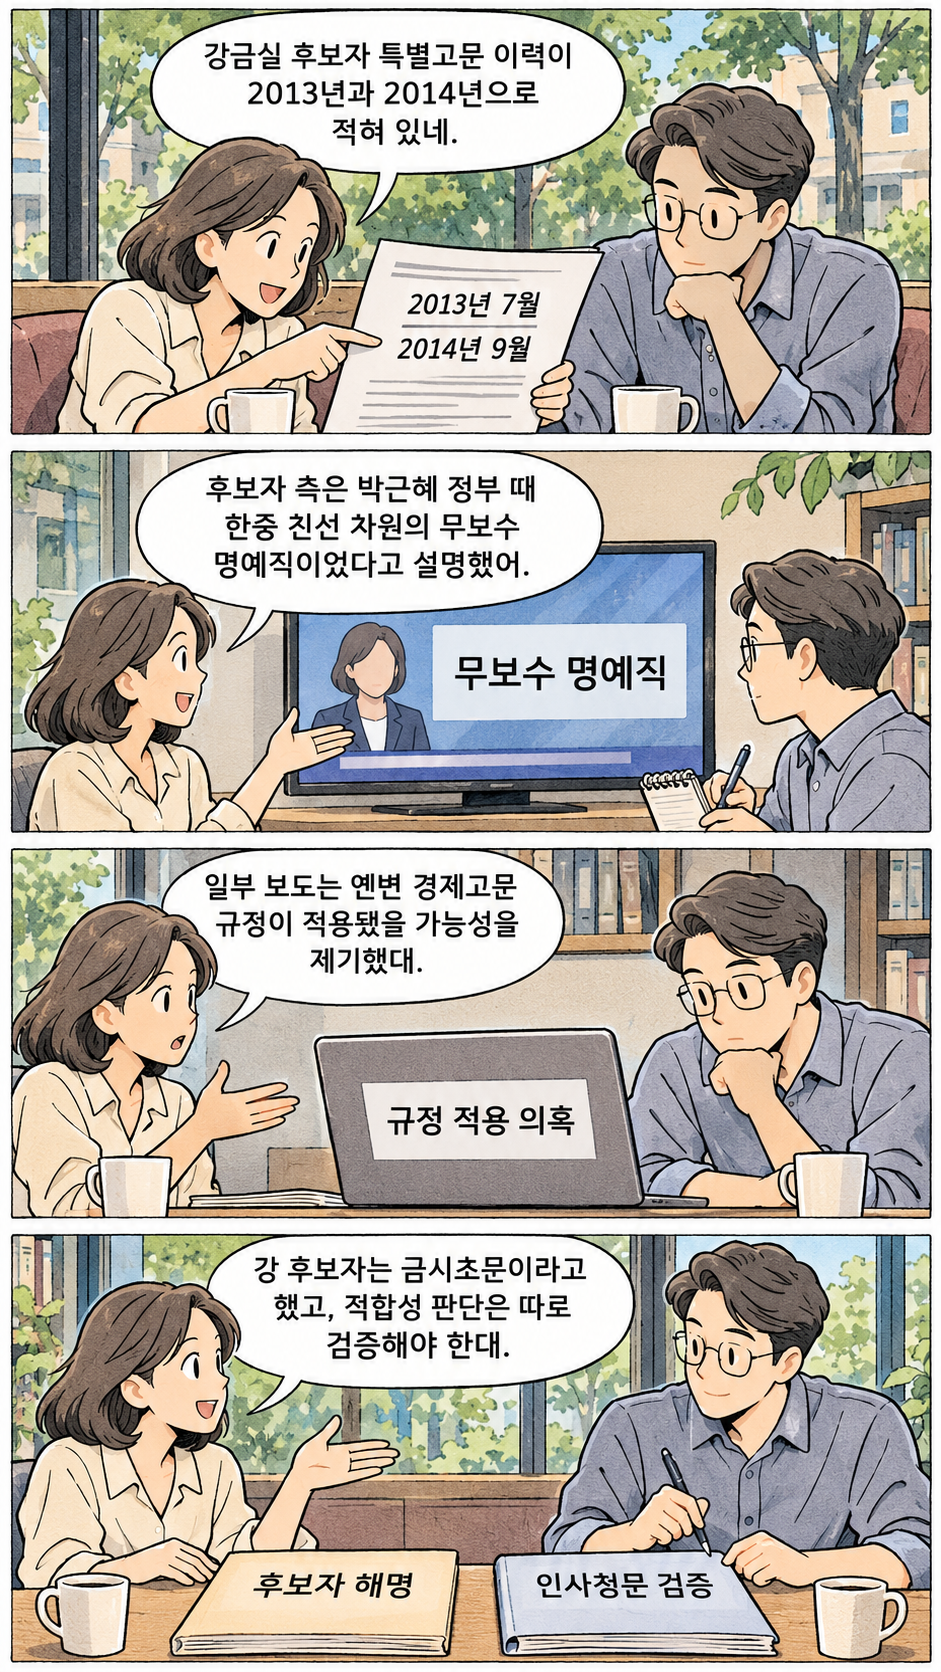 강금실 후보자 특별고문 이력이
2013년과 2014년으로
적혀 있네.
2013년 7월
2014년 9월
후보자 측은 박근혜 정부 때
한중 친선 차원의 무보수
명예직이었다고 설명했어.
무보수 명예직
일부 보도는 옌변 경제고문
규정이 적용됐을 가능성을
제기했대.
규정 적용 의혹
강 후보자는 금시초문이라고
했고, 적합성 판단은 따로
검증해야 한대.
후보자 해명
인사청문 검증